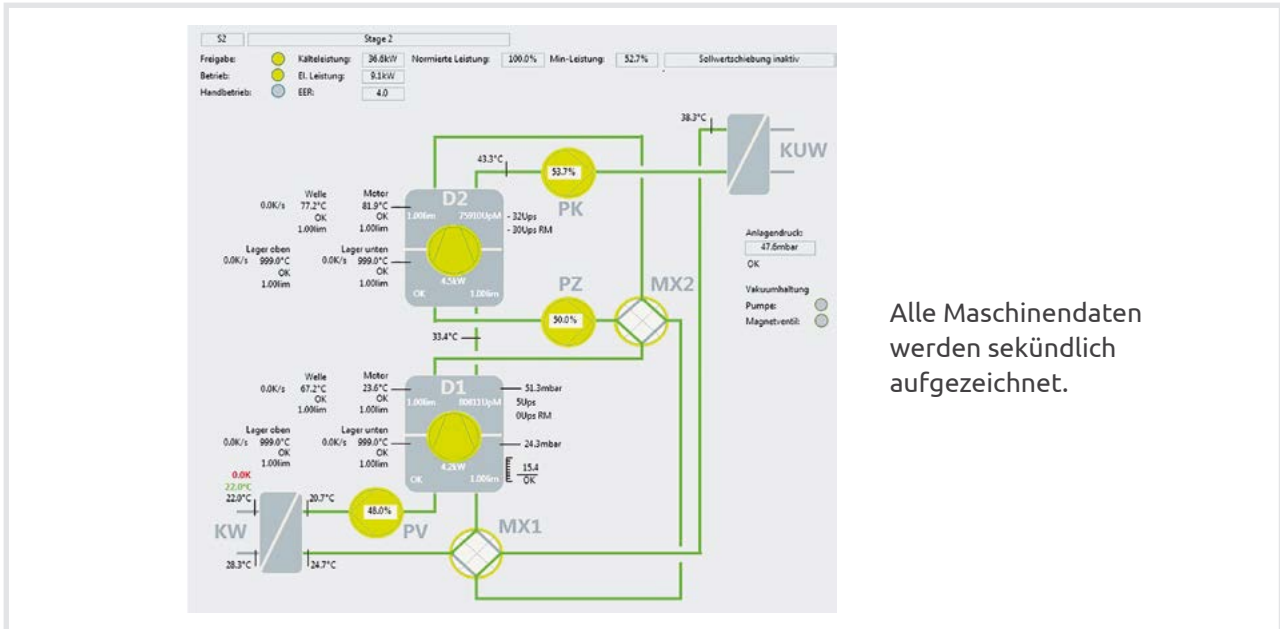 S2 Stage 2
Freigabe: Kälteleistung: 36.6kW Normierte Leistung: 100.0% Min-Leistung: 52.7% Sollwertschiebung inaktiv
Betrieb: El. Leistung: 9.1kW
Handbetrieb: EER: 4.0
38.3°C
KUW
43.3°C
53.7%
PK
Welle Motor
0.0K/s 77.2°C 81.9°C
OK OK
1.00lim 1.00lim
D2
1.00lim 75910UpM
- 32Ups
- 30Ups RM
Lager oben Lager unten
0.0K/s 999.0°C 0.0K/s 999.0°C
OK OK
1.00lim 1.00lim
4.5kW
OK 1.00lim
Anlagendruck:
47.6mbar
OK
Vakuumhaltung
Pumpe:
Magnetventil:
PZ
50.0%
MX2
33.4°C
Welle Motor
0.0K/s 67.2°C 23.6°C
OK OK
1.00lim 1.00lim
D1
1.00lim UpM
51.3mbar
5Ups
0Ups RM
Lager oben Lager unten
0.0K/s 999.0°C 0.0K/s 999.0°C
OK OK
1.00lim 1.00lim
4.2kW
OK 1.00lim
24.3mbar
15.4
OK
0.0K
22.0°C
22.0°C 20.7°C
48.0%
PV
KW
MX1
28.3°C 24.7°C
Alle Maschinendaten
werden sekündlich
aufgezeichnet.